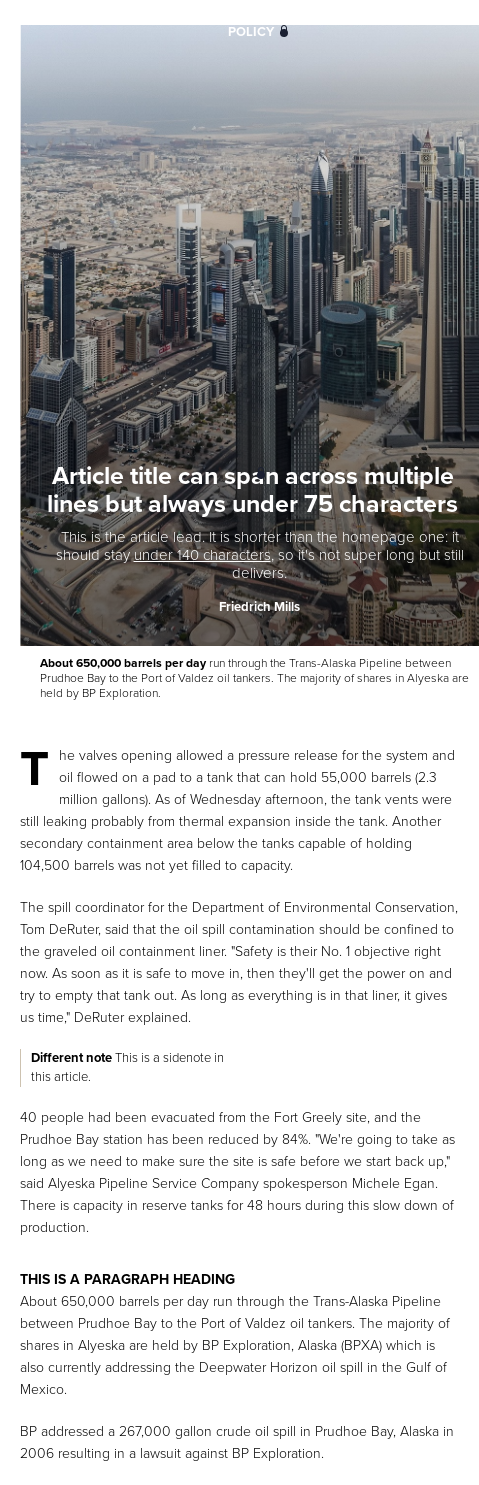 POLICY
Article title can span across multiple
lines but always under 75 characters
This is the article lead. It is shorter than the homepage one: it
should stay under 140 characters, so it's not super long but still
delivers.
Friedrich Mills
About 650,000 barrels per day run through the Trans-Alaska Pipeline between
Prudhoe Bay to the Port of Valdez oil tankers. The majority of shares in Alyeska are
held by BP Exploration.
The valves opening allowed a pressure release for the system and
oil flowed on a pad to a tank that can hold 55,000 barrels (2.3
million gallons). As of Wednesday afternoon, the tank vents were
still leaking probably from thermal expansion inside the tank. Another
secondary containment area below the tanks capable of holding
104,500 barrels was not yet filled to capacity.
The spill coordinator for the Department of Environmental Conservation,
Tom DeRuter, said that the oil spill contamination should be confined to
the graveled oil containment liner. "Safety is their No. 1 objective right
now. As soon as it is safe to move in, then they'll get the power on and
try to empty that tank out. As long as everything is in that liner, it gives
us time," DeRuter explained.
Different note This is a sidenote in
this article.
40 people had been evacuated from the Fort Greely site, and the
Prudhoe Bay station has been reduced by 84%. "We're going to take as
long as we need to make sure the site is safe before we start back up,"
said Alyeska Pipeline Service Company spokesperson Michele Egan.
There is capacity in reserve tanks for 48 hours during this slow down of
production.
THIS IS A PARAGRAPH HEADING
About 650,000 barrels per day run through the Trans-Alaska Pipeline
between Prudhoe Bay to the Port of Valdez oil tankers. The majority of
shares in Alyeska are held by BP Exploration, Alaska (BPXA) which is
also currently addressing the Deepwater Horizon oil spill in the Gulf of
Mexico.
BP addressed a 267,000 gallon crude oil spill in Prudhoe Bay, Alaska in
2006 resulting in a lawsuit against BP Exploration.